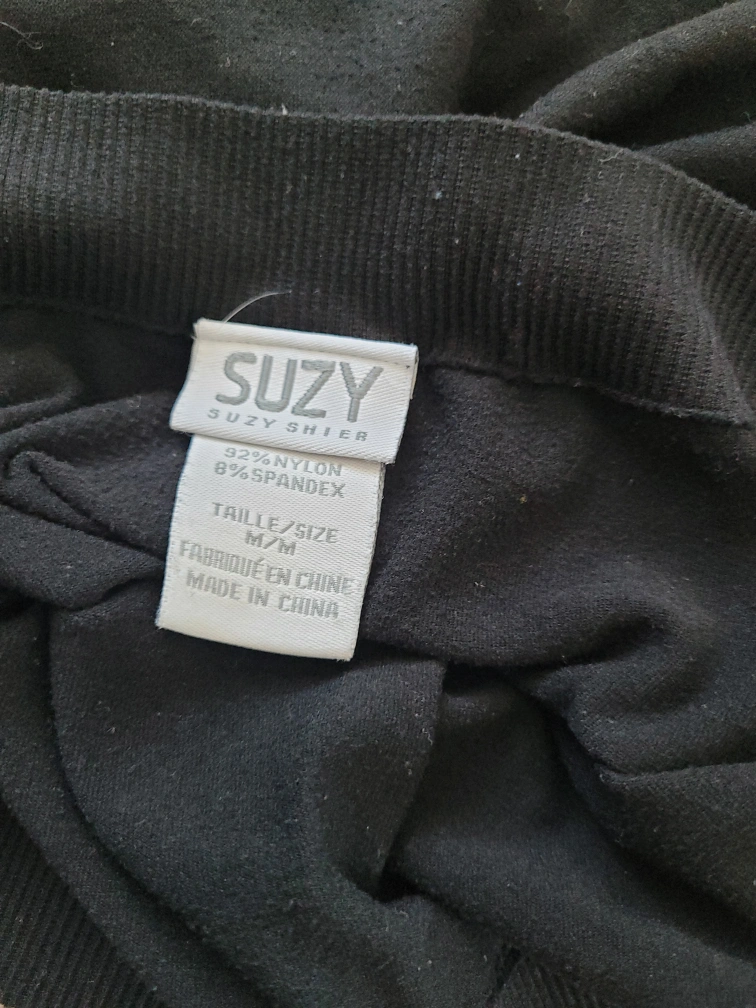 SUZY
SUZY SHIER
92%NYLON
8%SPANDEX
TAILLE/SIZE
M/M
FABRIQUÉ EN CHINE
MADE IN CHINA